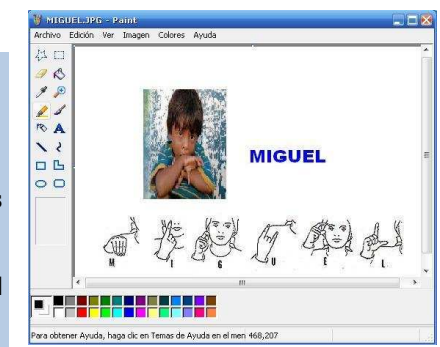 MIGUEL.JPG - Paint
Archivo Edición Ver Imagen Colores Ayuda
A
MIGUEL
M I G U E L
Para obtener Ayuda, haga clic en Temas de Ayuda en el men 468,207